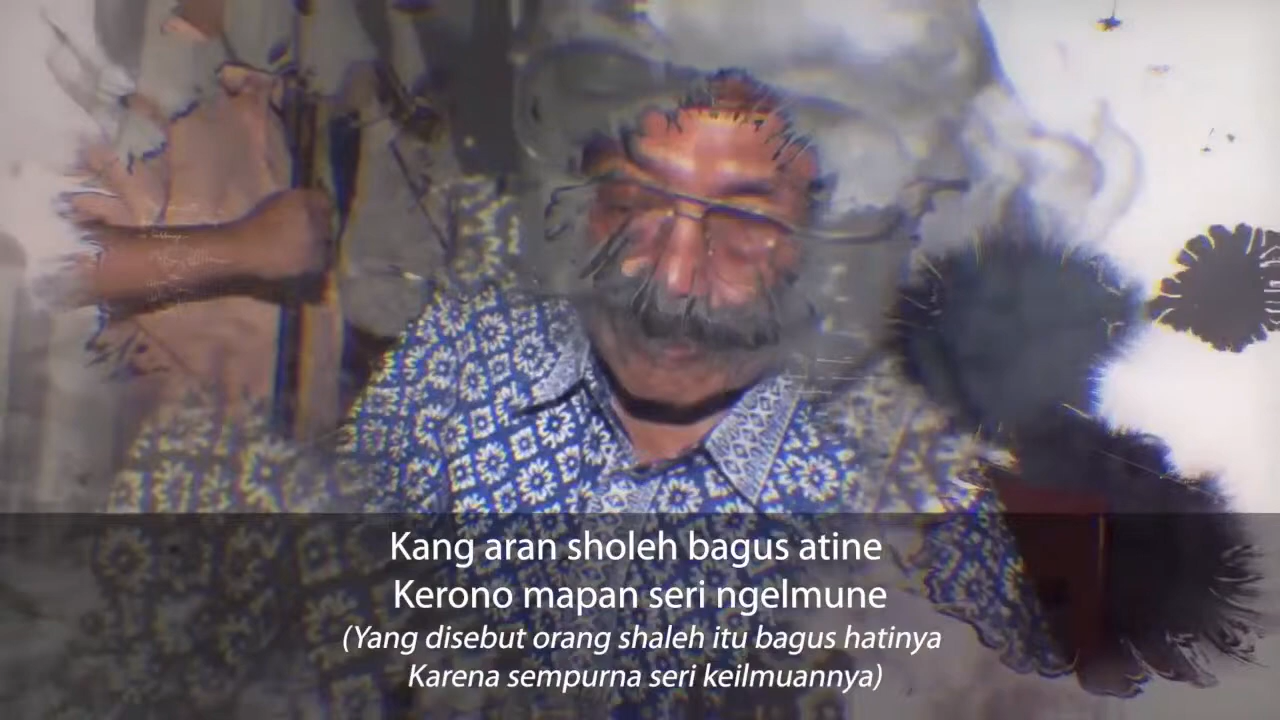 Kang aran sholeh bagus atine
Kerono mapan seri ngelmune
(Yang disebut orang shaleh itu bagus hatinya
Karena sempurna seri keilmuannya)